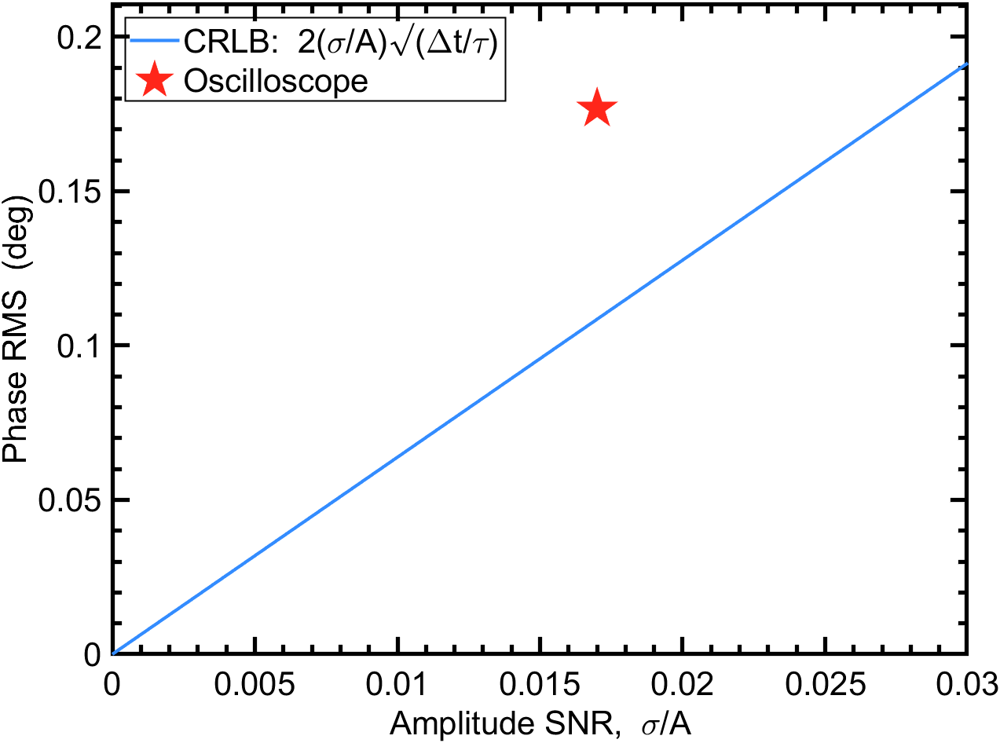 CRLB: 2(σ/A)√(Δt/τ)
Oscilloscope
0.2
0.15
0.1
0.05
0
Phase RMS (deg)
0 0.005 0.01 0.015 0.02 0.025 0.03
Amplitude SNR, σ/A